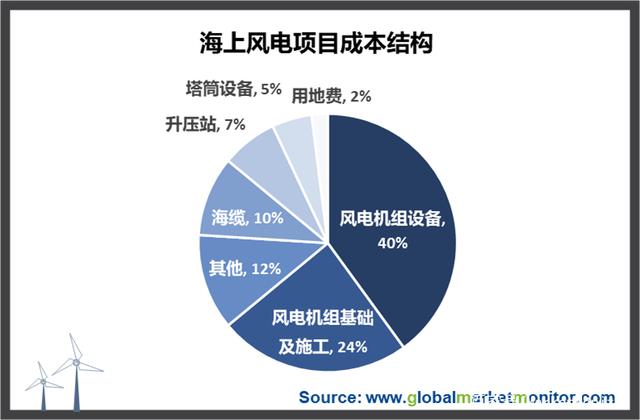 海上风电项目成本结构
塔筒设备, 5%
用地费, 2%
升压站, 7%
海缆, 10%
风电机组设备,
40%
其他, 12%
风电机组基础
及施工, 24%
Source: www.globalmarketmonitor.com